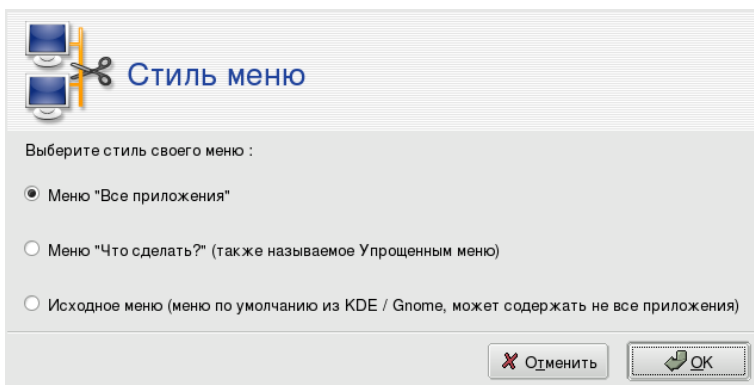 Стиль меню
Выберите стиль своего меню :
Меню "Все приложения"
Меню "Что сделать?" (также называемое Упрощенным меню)
Исходное меню (меню по умолчанию из KDE / Gnome, может содержать не все приложения)
Отменить
OK